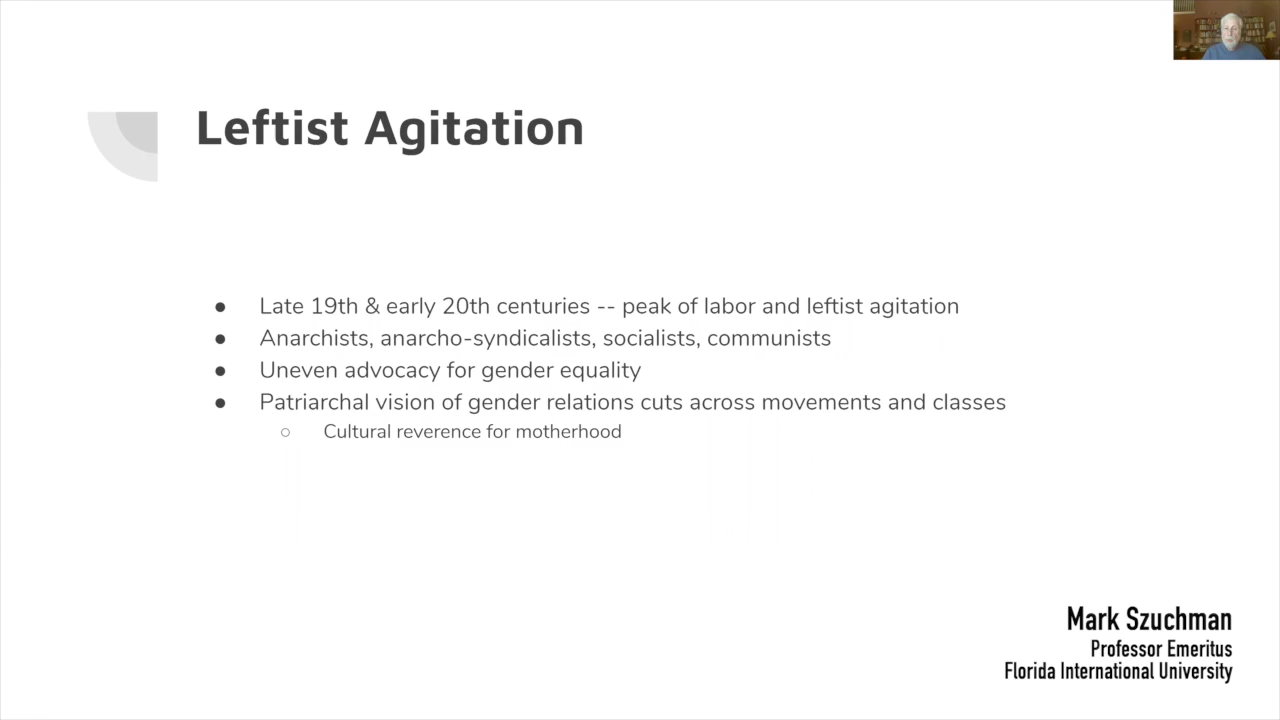 Leftist Agitation
● Late 19th & early 20th centuries -- peak of labor and leftist agitation
● Anarchists, anarcho-syndicalists, socialists, communists
● Uneven advocacy for gender equality
● Patriarchal vision of gender relations cuts across movements and classes
○ Cultural reverence for motherhood
Mark Szuchman
Professor Emeritus
Florida International University